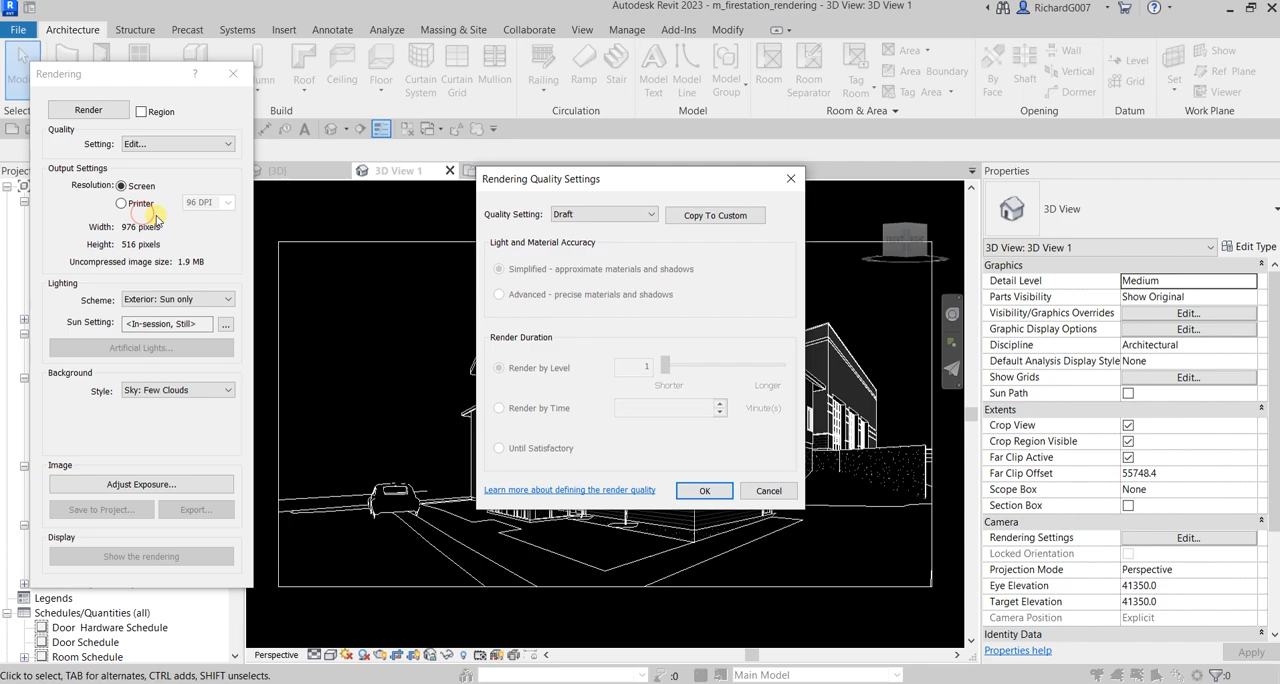 Autodesk Revit 2023 - m_firestation_rendering - 3D View: 3D View 1
RichardG007
File
Architecture
Structure
Precast
Systems
Insert
Annotate
Analyze
Massing & Site
Collaborate
View
Manage
Add-Ins
Modify
Roof
Ceiling
Floor
Curtain System
Curtain Grid
Mullion
Railing
Ramp
Stair
Model Text
Model Line
Model Group
Room
Room Separator
Tag Room
Area
Area Boundary
Tag Area
By Face
Shaft
Wall
Vertical
Dormer
Level
Grid
Set
Show
Ref Plane
Viewer
Build
Circulation
Model
Room & Area
Opening
Datum
Work Plane
{3D}
3D View 1
Rendering
?
Render
Region
Quality
Setting: Edit...
Output Settings
Resolution: Screen
Printer
96 DPI
Width: 976 pixels
Height: 516 pixels
Uncompressed image size: 1.9 MB
Lighting
Scheme: Exterior: Sun only
Sun Setting: <In-session, Still>
...
Artificial Lights...
Background
Style: Sky: Few Clouds
Image
Adjust Exposure...
Save to Project...
Export...
Display
Show the rendering
Legends
Schedules/Quantities (all)
Door Hardware Schedule
Door Schedule
Room Schedule
Rendering Quality Settings
Quality Setting: Draft
Copy To Custom
Light and Material Accuracy
Simplified - approximate materials and shadows
Advanced - precise materials and shadows
Render Duration
Render by Level
1
Shorter
Longer
Render by Time
Minute(s)
Until Satisfactory
Learn more about defining the render quality
OK
Cancel
Properties
3D View
3D View: 3D View 1
Edit Type
Graphics
Detail Level Medium
Parts Visibility Show Original
Visibility/Graphics Overrides Edit...
Graphic Display Options Edit...
Discipline Architectural
Default Analysis Display Style None
Show Grids Edit...
Sun Path
Extents
Crop View
Crop Region Visible
Far Clip Active
Far Clip Offset 55748.4
Scope Box None
Section Box
Camera
Rendering Settings Edit...
Locked Orientation
Projection Mode Perspective
Eye Elevation 41350.0
Target Elevation 41350.0
Camera Position Explicit
Identity Data
Properties help
Apply
Perspective
Click to select, TAB for alternates, CTRL adds, SHIFT unselects.
:0
Main Model
:0